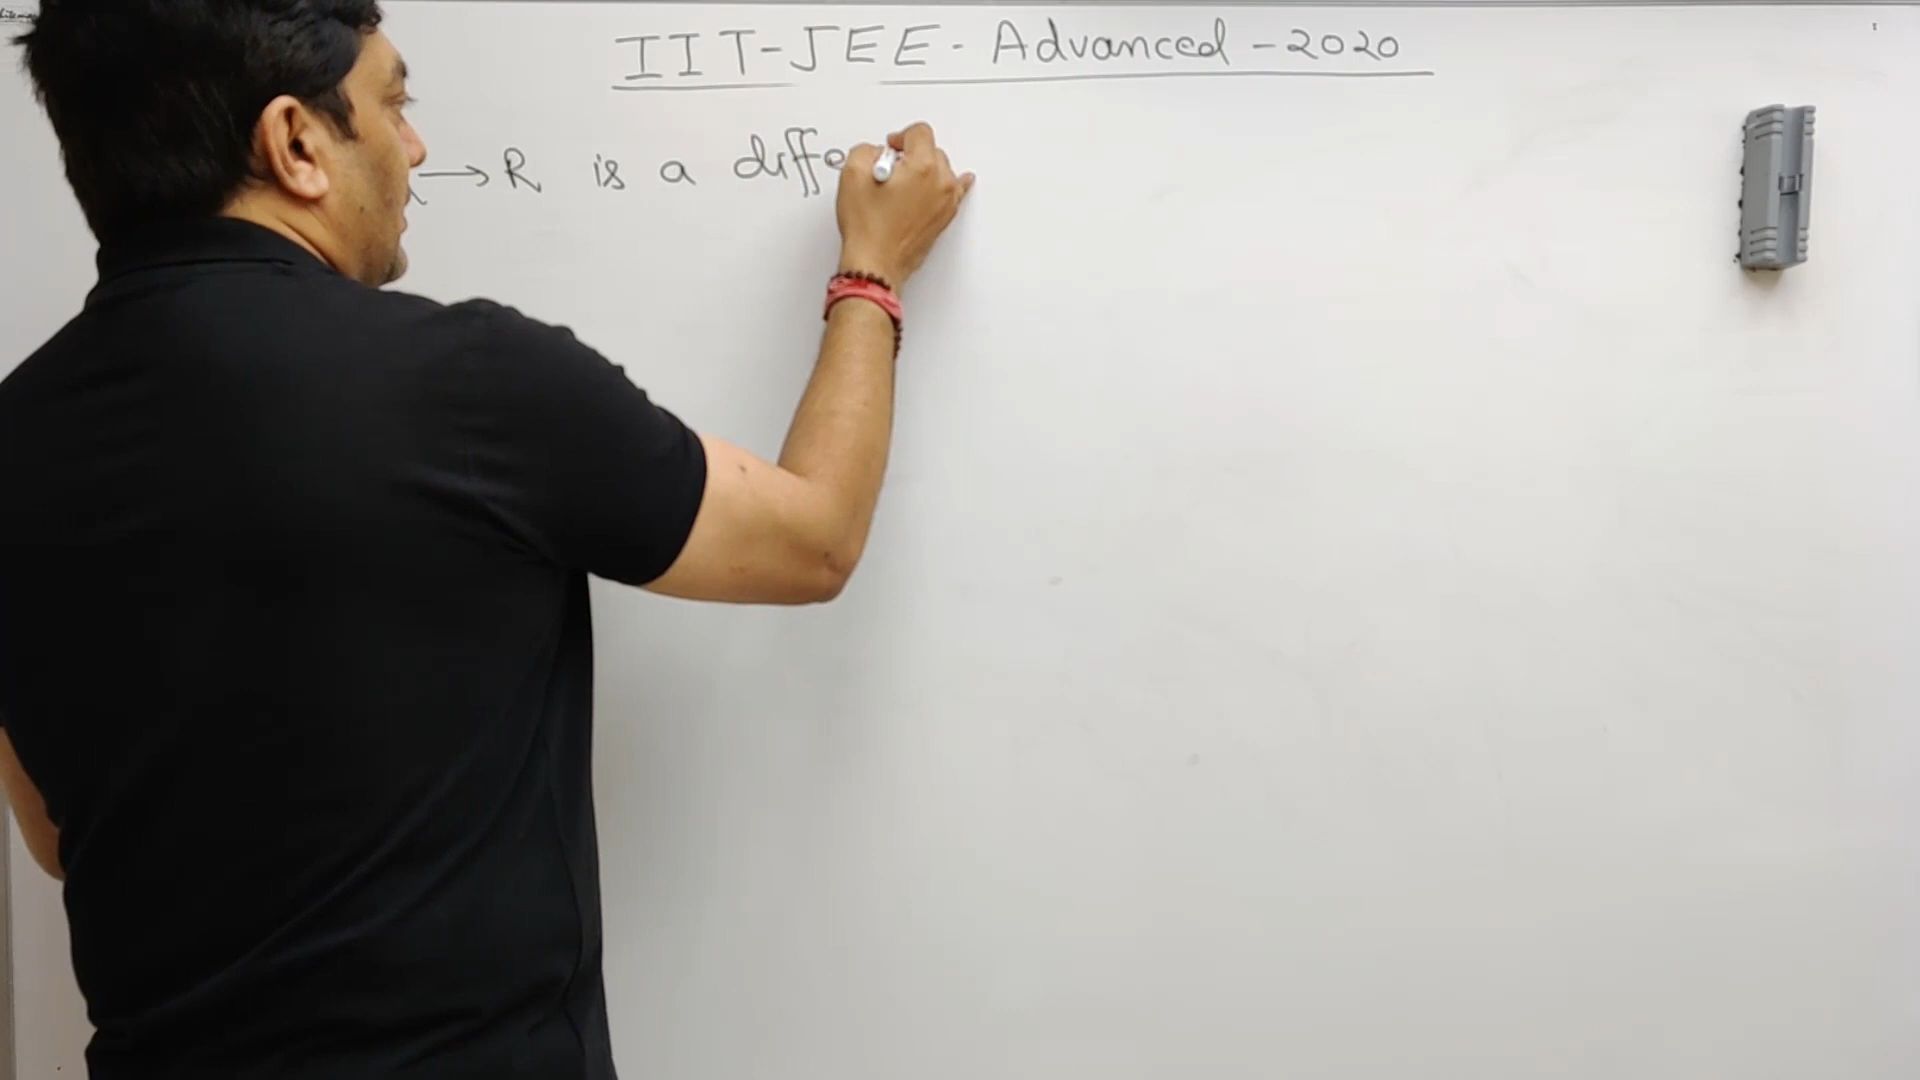 IIT-JEE-Advanced-2020
→ R is a diffe